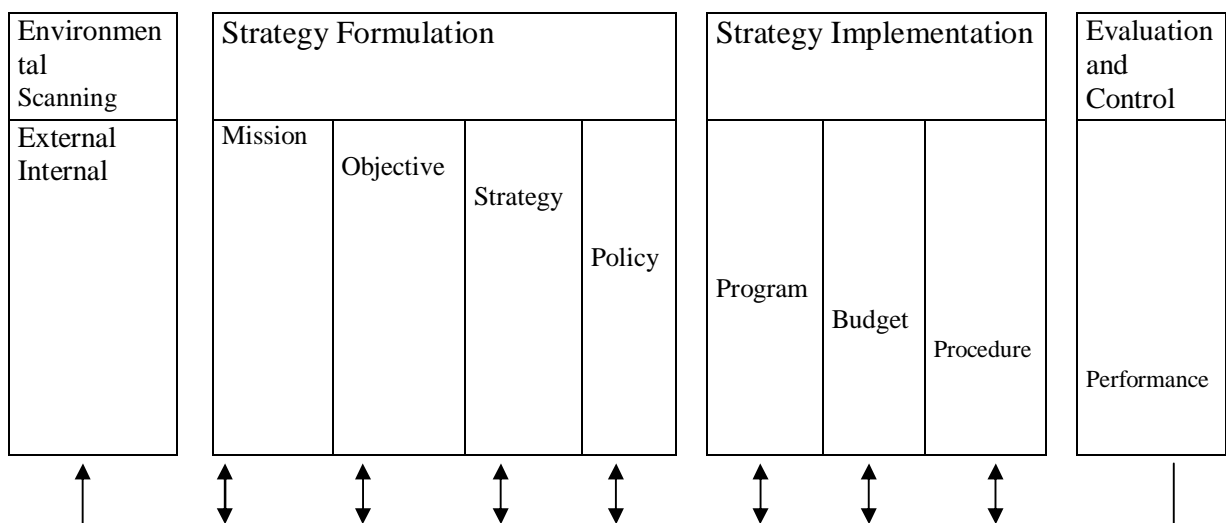 Environmen
tal
Scanning
External
Internal
Strategy Formulation
Mission
Objective
Strategy
Policy
Strategy Implementation
Program
Budget
Procedure
Evaluation
and
Control
Performance